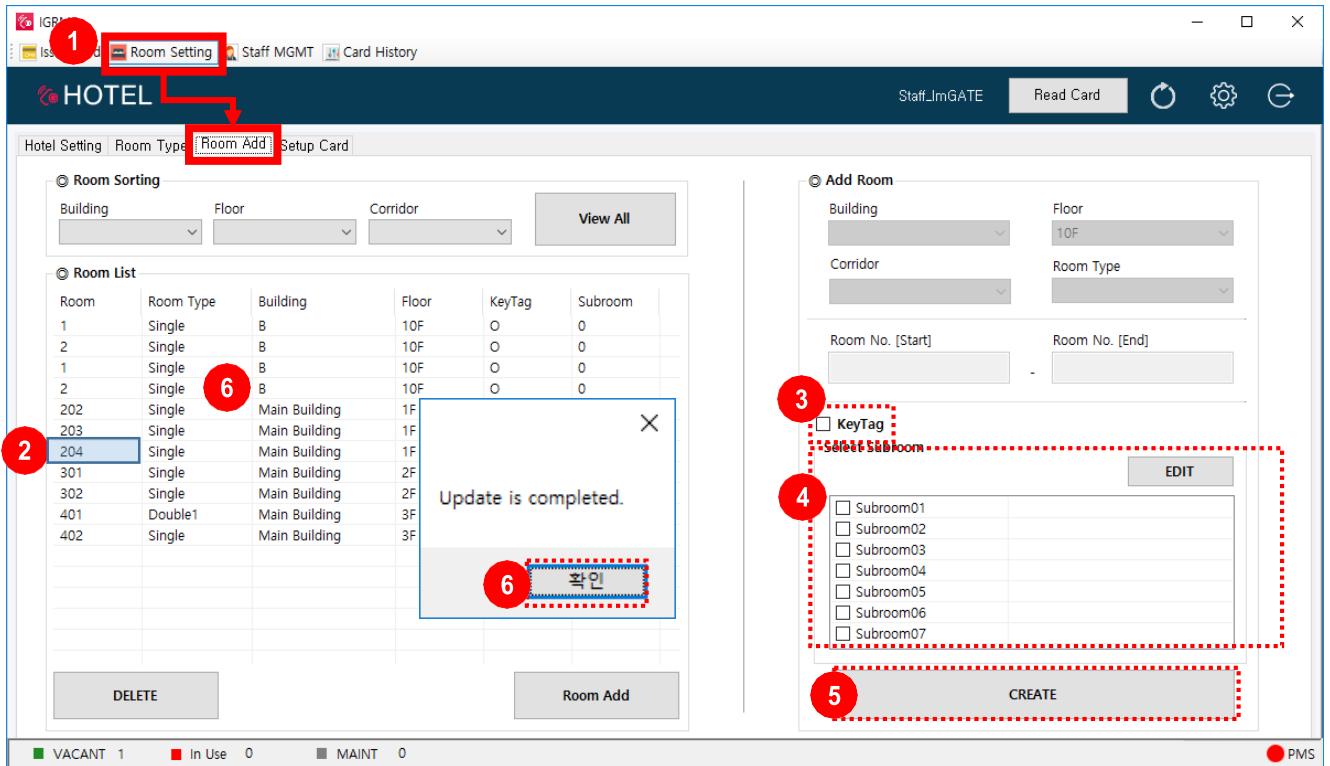 IGRM
1
Iss d Room Setting Staff MGMT Card History
HOTEL
Staff_ImGATE
Read Card
Hotel Setting Room Type Room Add Setup Card
◎ Room Sorting
Building Floor Corridor
View All
◎ Room List
Room Room Type Building Floor KeyTag Subroom
1 Single B 10F O 0
2 Single B 10F O 0
1 Single B 10F O 0
2 Single B 10F O 0
6
202 Single Main Building 1F
203 Single Main Building 1F
2
204 Single Main Building 1F
301 Single Main Building 2F
302 Single Main Building 2F
401 Double1 Main Building 3F
402 Single Main Building 3F
Update is completed.
6
확인
DELETE
Room Add
◎ Add Room
Building Floor
10F
Corridor Room Type
Room No. [Start] Room No. [End]
-
3
KeyTag
Select Subroom
EDIT
4
Subroom01
Subroom02
Subroom03
Subroom04
Subroom05
Subroom06
Subroom07
5
CREATE
VACANT 1 In Use 0 MAINT 0 PMS